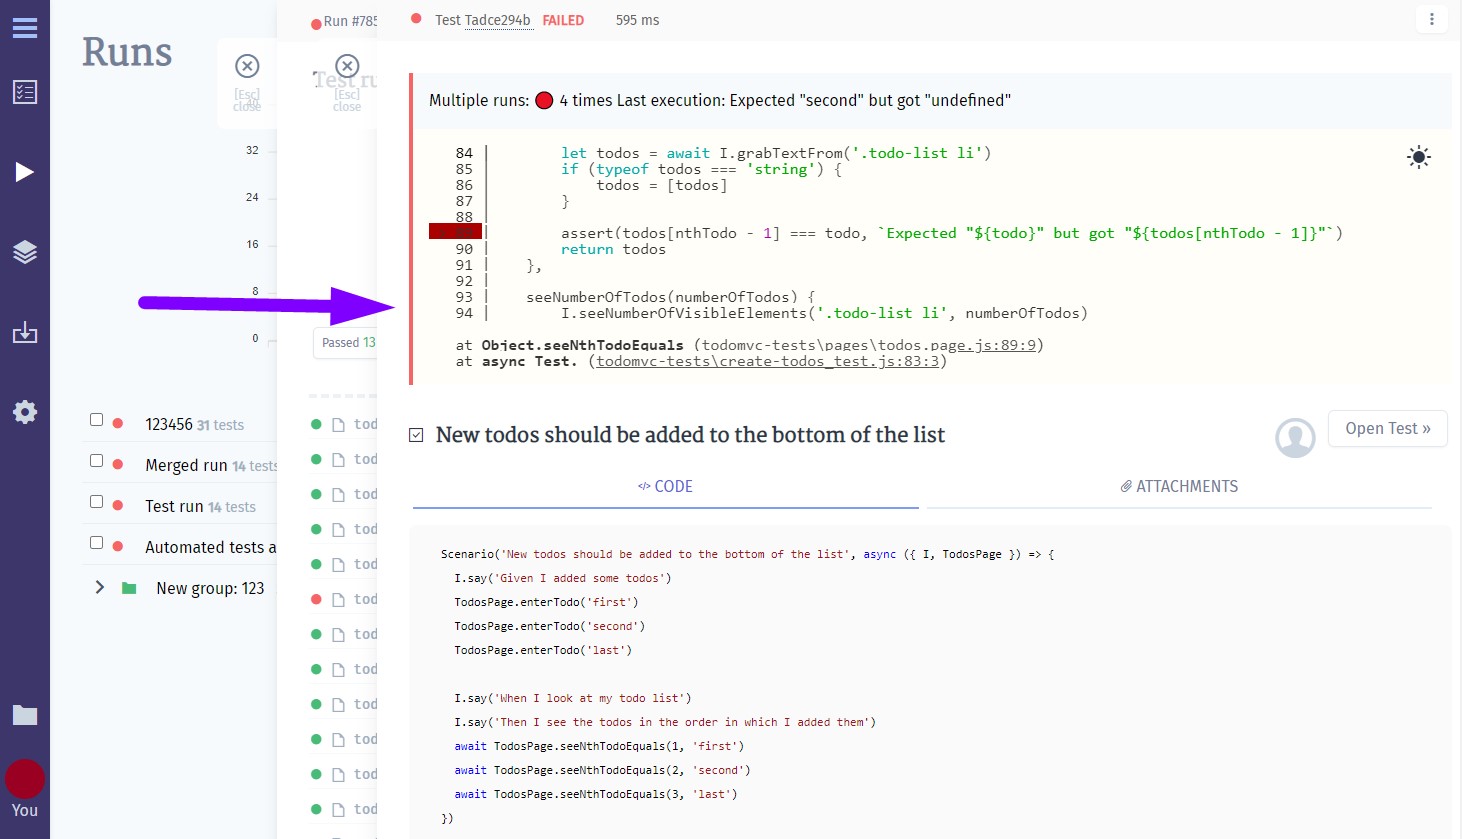 Runs
[Esc]
close
40
32
24
16
8
0
123456 31 tests
Merged run 14 tests
Test run 14 tests
Automated tests a
New group: 123
You
Run #785
Test ru
[Esc]
close
Passed 13
tod
tod
tod
tod
tod
tod
tod
tod
tod
tod
tod
tod
Test Tadce294b FAILED 595 ms
Multiple runs: 4 times Last execution: Expected "second" but got "undefined"
84 | let todos = await I.grabTextFrom('.todo-list li')
85 | if (typeof todos === 'string') {
86 | todos = [todos]
87 | }
88 |
| assert(todos[nthTodo - 1] === todo, `Expected "${todo}" but got "${todos[nthTodo - 1]}"`)
90 | return todos
91 | },
92 |
93 | seeNumberOfTodos(numberOfTodos) {
94 | I.seeNumberOfVisibleElements('.todo-list li', numberOfTodos)
at Object.seeNthTodoEquals (todomvc-tests\pages\todos.page.js:89:9)
at async Test. (todomvc-tests\create-todos_test.js:83:3)
New todos should be added to the bottom of the list
Open Test »
</> CODE
ATTACHMENTS
Scenario('New todos should be added to the bottom of the list', async ({ I, TodosPage }) => {
I.say('Given I added some todos')
TodosPage.enterTodo('first')
TodosPage.enterTodo('second')
TodosPage.enterTodo('last')
I.say('When I look at my todo list')
I.say('Then I see the todos in the order in which I added them')
await TodosPage.seeNthTodoEquals(1, 'first')
await TodosPage.seeNthTodoEquals(2, 'second')
await TodosPage.seeNthTodoEquals(3, 'last')
})